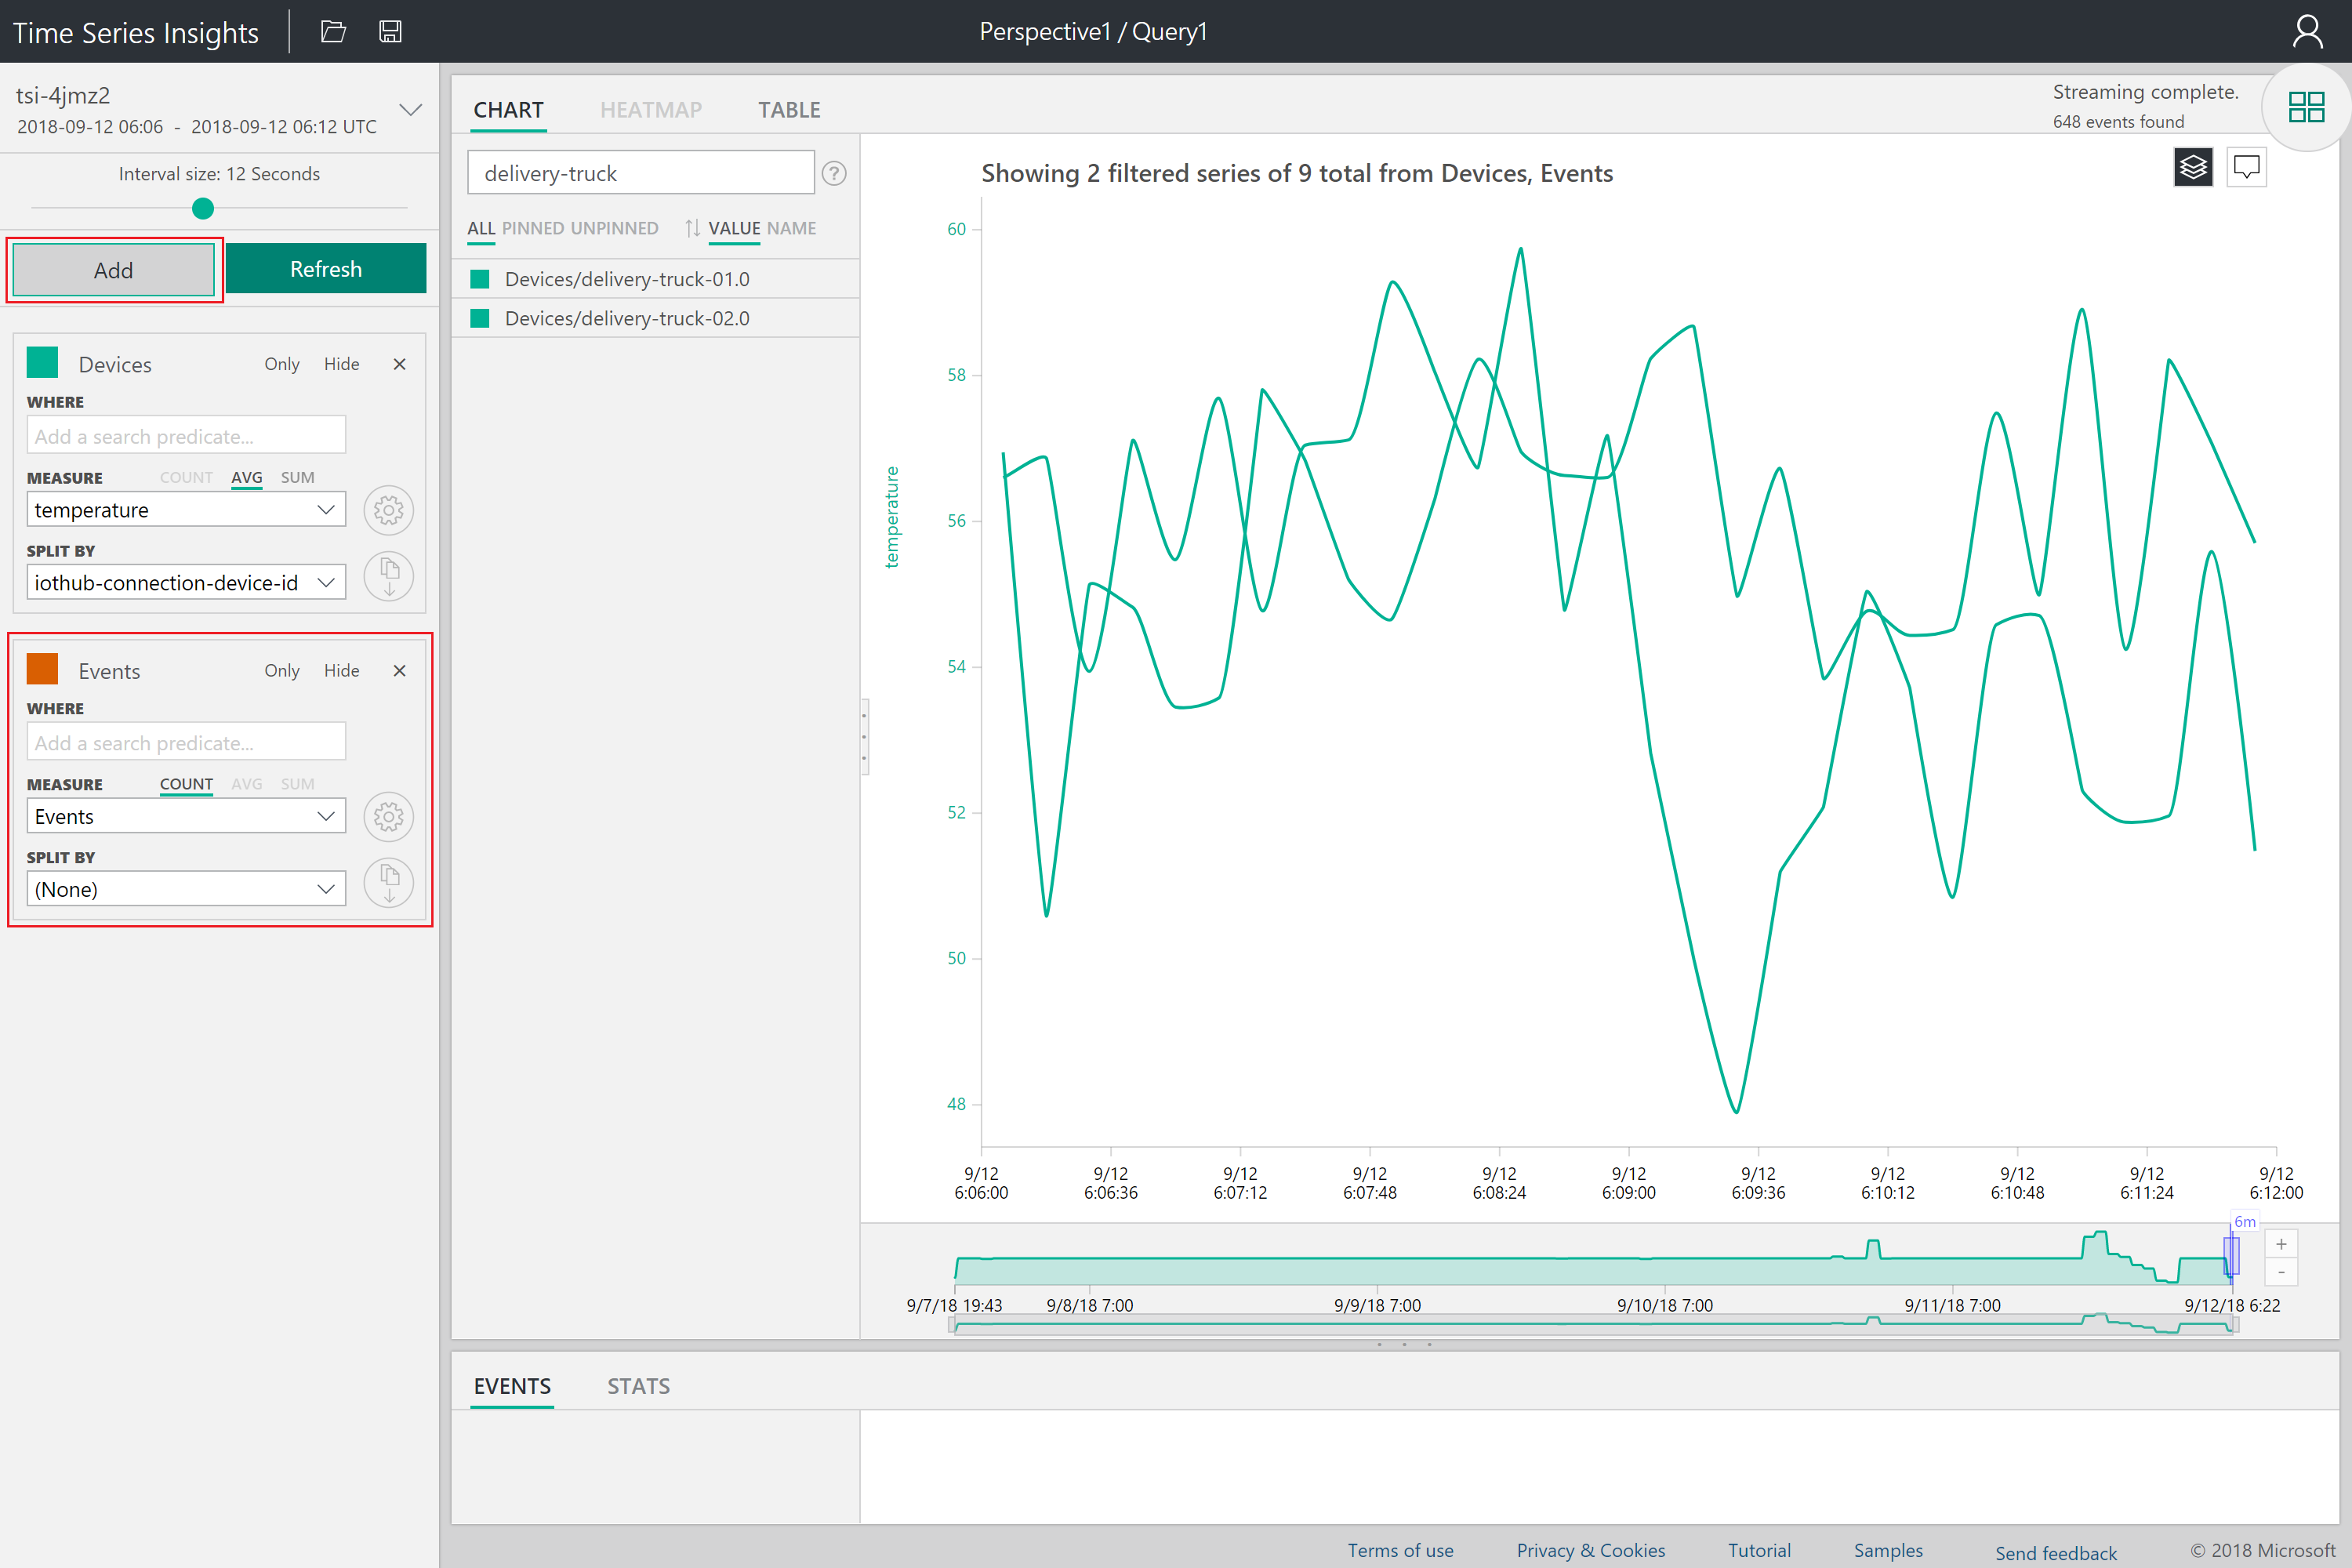 Time Series Insights
Perspective1 / Query1
tsi-4jmz2
2018-09-12 06:06 - 2018-09-12 06:12 UTC
Interval size: 12 Seconds
Add
Refresh
Devices Only Hide ×
WHERE
Add a search predicate...
MEASURE COUNT AVG SUM
temperature
SPLIT BY
iothub-connection-device-id
Events Only Hide ×
WHERE
Add a search predicate...
MEASURE COUNT AVG SUM
Events
SPLIT BY
(None)
CHART HEATMAP TABLE
Streaming complete.
648 events found
delivery-truck ?
ALL PINNED UNPINNED VALUE NAME
Devices/delivery-truck-01.0
Devices/delivery-truck-02.0
Showing 2 filtered series of 9 total from Devices, Events
temperature
60
58
56
54
52
50
48
9/12 9/12 9/12 9/12 9/12 9/12 9/12 9/12 9/12 9/12 9/12
6:06:00 6:06:36 6:07:12 6:07:48 6:08:24 6:09:00 6:09:36 6:10:12 6:10:48 6:11:24 6:12:00
6m
+
-
9/7/18 19:43 9/8/18 7:00 9/9/18 7:00 9/10/18 7:00 9/11/18 7:00 9/12/18 6:22
EVENTS STATS
Terms of use Privacy & Cookies Tutorial Samples Send feedback © 2018 Microsoft